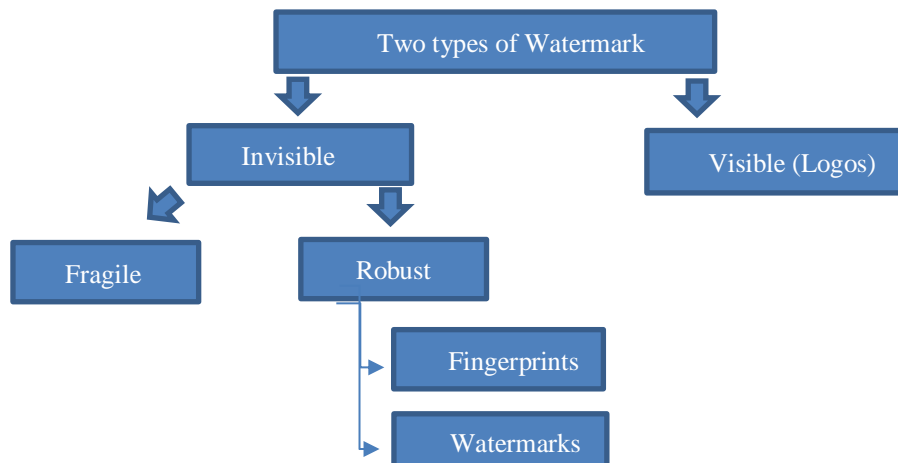 Two types of Watermark
Invisible
Visible (Logos)
Fragile
Robust
Fingerprints
Watermarks